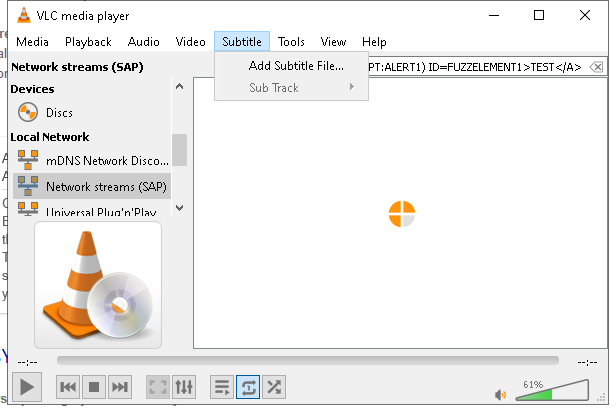 VLC media player
Media Playback Audio Video Subtitle Tools View Help
Network streams (SAP)
Add Subtitle File...
PT:ALERT1) ID=FUZZELEMENT1>TEST</A>
Sub Track
Devices
Discs
Local Network
mDNS Network Disco...
Network streams (SAP)
Universal Plug'n'Play
--:--
--:--
61%